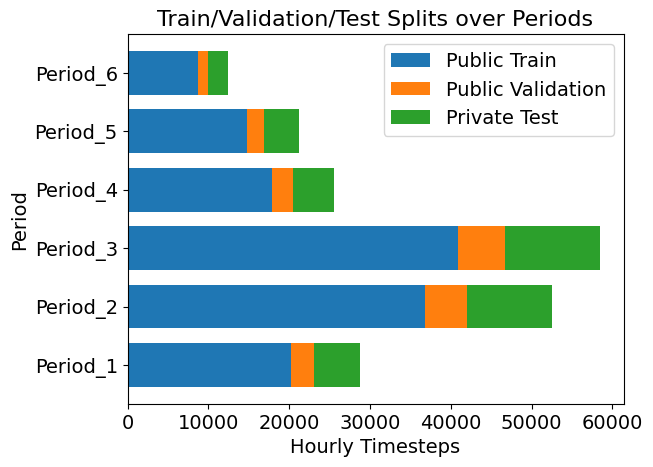 Train/Validation/Test Splits over Periods
Public Train
Public Validation
Private Test
Period_6
Period_5
Period_4
Period_3
Period_2
Period_1
Period
0 10000 20000 30000 40000 50000 60000
Hourly Timesteps